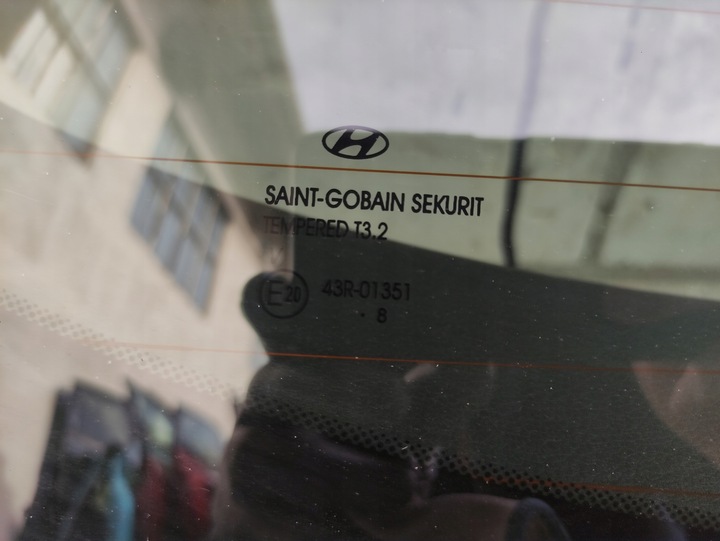 SAINT-GOBAIN SEKURIT
TEMPERED T3.2
E20 43R-01351
. 8